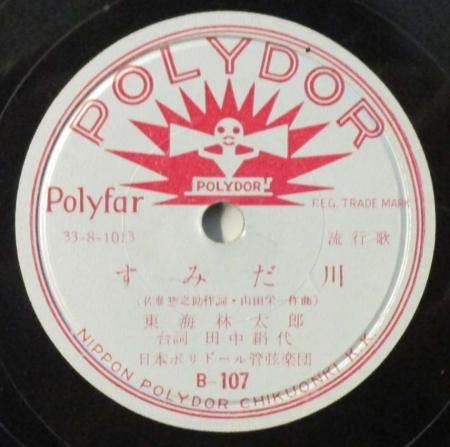 POLYDOR
POLYDOR
Polyfar
REG. TRADE MARK
33-8-1013
流行歌
すみだ川
(佐藤惣之助作詞・山田栄一作曲)
東海林太郎
台詞 田中絹代
日本ポリドール管弦楽団
B-107
NIPPON POLYDOR CHIKUONKI K.K.